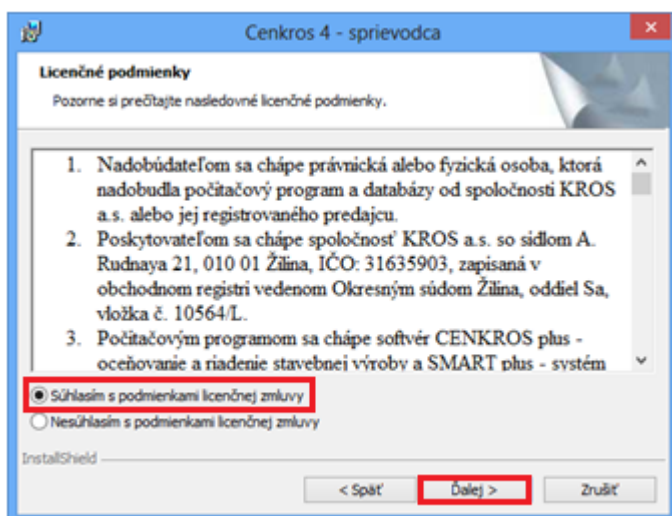 Cenkros 4 - sprievodca
Licenčné podmienky
Pozorne si prečítajte nasledovné licenčné podmienky.
1. Nadobúdateľom sa chápe právnická alebo fyzická osoba, ktorá
nadobudla počítačový program a databázy od spoločnosti KROS
a.s. alebo jej registrovaného predajcu.
2. Poskytovateľom sa chápe spoločnosť KROS a.s. so sídlom A.
Rudnaya 21, 010 01 Žilina, IČO: 31635903, zapísaná v
obchodnom registri vedenom Okresným súdom Žilina, oddiel Sa,
vložka č. 10564/L.
3. Počítačovým programom sa chápe softvér CENKROS plus -
oceňovanie a riadenie stavebnej výroby a SMART plus - systém
Súhlasím s podmienkami licenčnej zmluvy
Nesúhlasím s podmienkami licenčnej zmluvy
InstallShield
< Späť
Ďalej >
Zrušiť